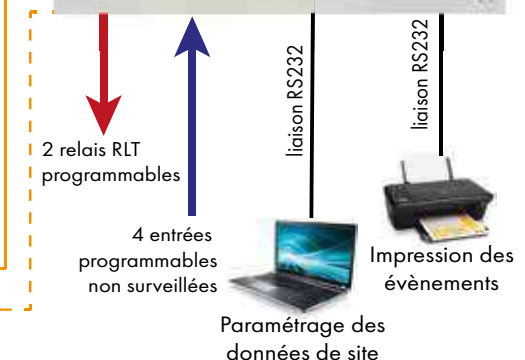 liaison RS232
liaison RS232
2 relais RLT
programmables
4 entrées
programmables
non surveillées
Impression des
évènements
Paramétrage des
données de site